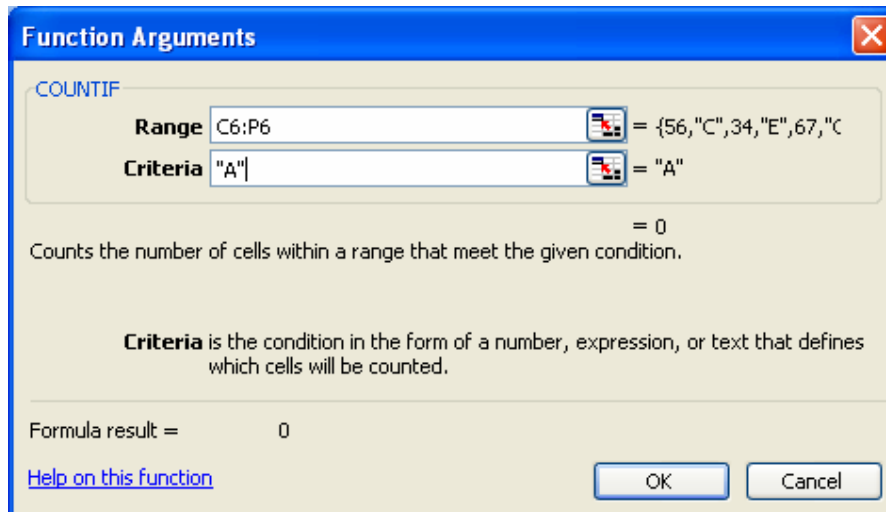 Function Arguments
COUNTIF
Range C6:P6 = {56,"C",34,"E",67,"C
Criteria "A" = "A"
= 0
Counts the number of cells within a range that meet the given condition.
Criteria is the condition in the form of a number, expression, or text that defines
which cells will be counted.
Formula result = 0
Help on this function OK Cancel